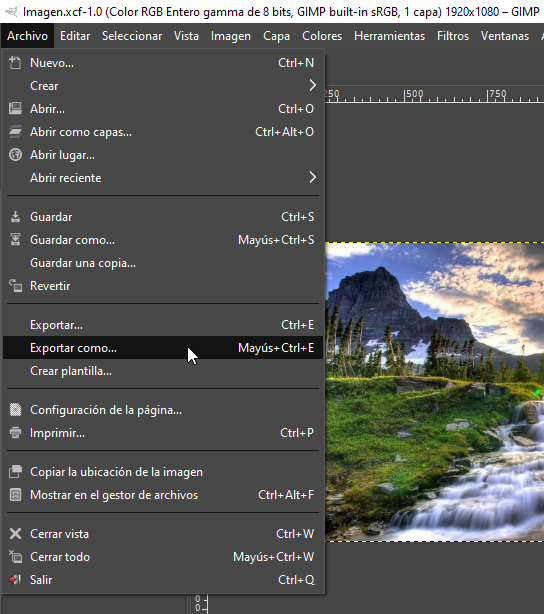 Imagen.xcf-1.0 (Color RGB Entero gamma de 8 bits, GIMP built-in sRGB, 1 capa) 1920x1080 – GIMP
Archivo Editar Seleccionar Vista Imagen Capa Colores Herramientas Filtros Ventanas
Nuevo... Ctrl+N
Crear
Abrir... Ctrl+O
Abrir como capas... Ctrl+Alt+O
Abrir lugar...
Abrir reciente
Guardar Ctrl+S
Guardar como... Mayús+Ctrl+S
Guardar una copia...
Revertir
Exportar... Ctrl+E
Exportar como... Mayús+Ctrl+E
Crear plantilla...
Configuración de la página...
Imprimir... Ctrl+P
Copiar la ubicación de la imagen
Mostrar en el gestor de archivos Ctrl+Alt+F
Cerrar vista Ctrl+W
Cerrar todo Mayús+Ctrl+W
Salir Ctrl+Q
250 500 750
0
0